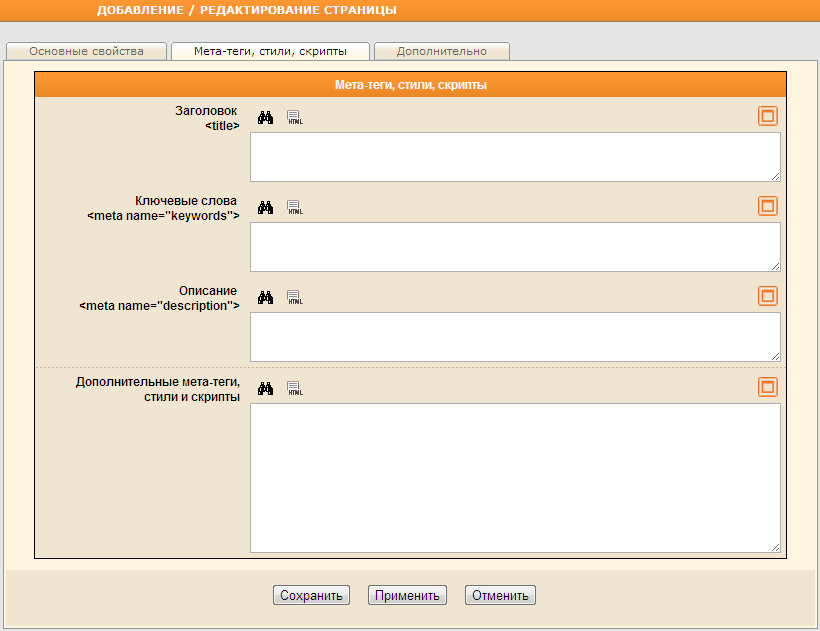 ДОБАВЛЕНИЕ / РЕДАКТИРОВАНИЕ СТРАНИЦЫ
Основные свойства
Мета-теги, стили, скрипты
Дополнительно
Мета-теги, стили, скрипты
Заголовок
<title>
HTML
Ключевые слова
<meta name="keywords">
HTML
Описание
<meta name="description">
HTML
Дополнительные мета-теги,
стили и скрипты
HTML
Сохранить
Применить
Отменить